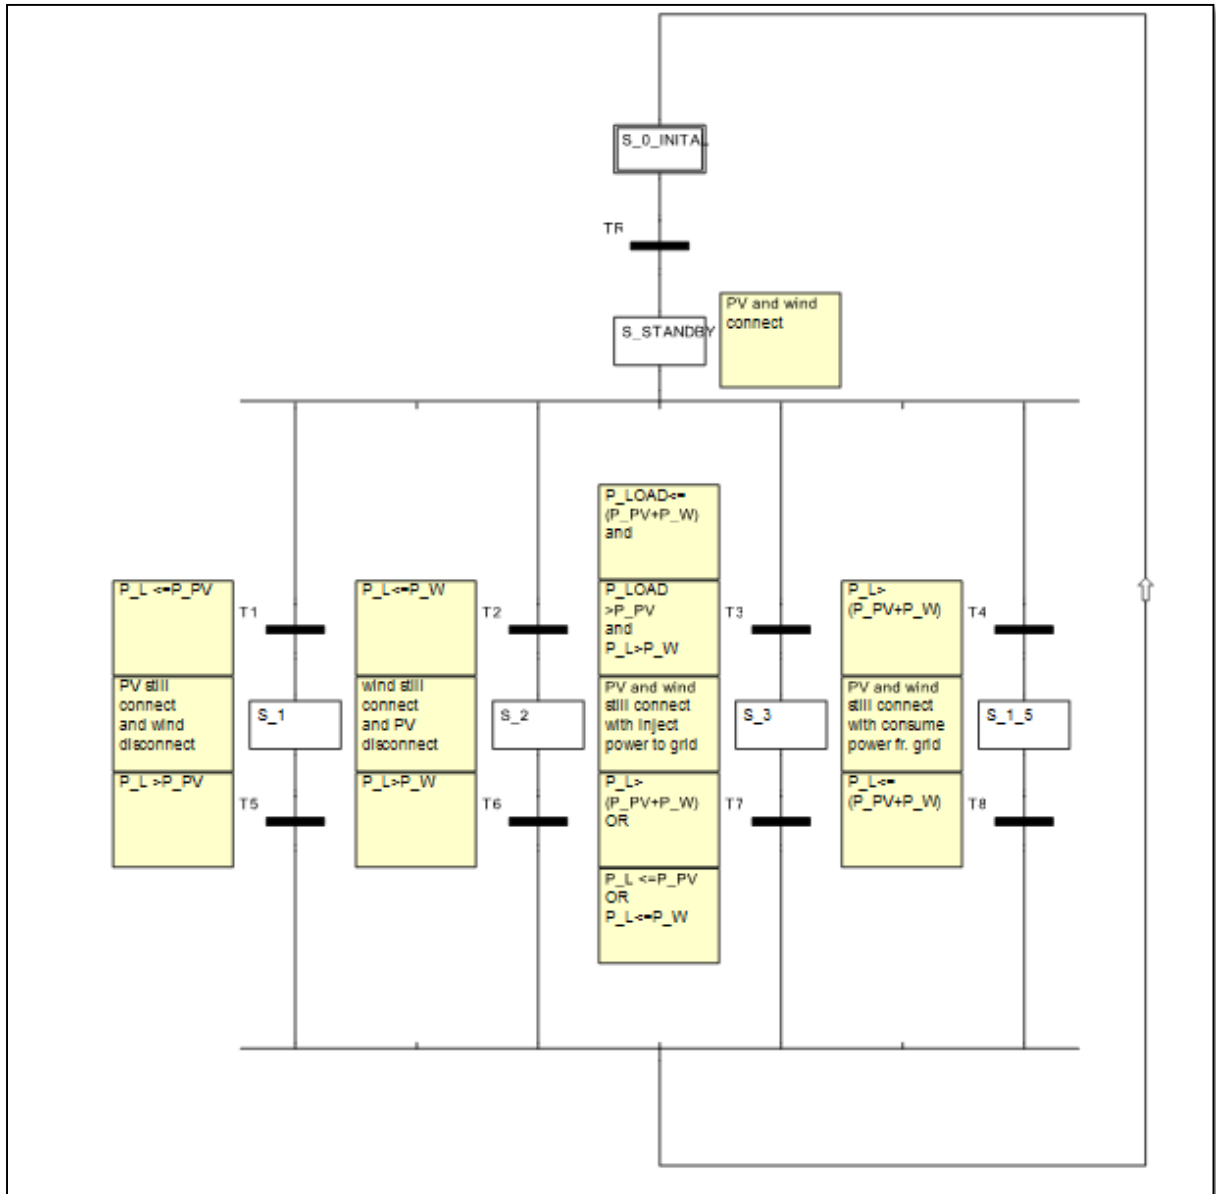 S_0_INITAL
TR
S_STANDBY
PV and wind
connect
P_L <=P_PV
T1
PV still
connect
and wind
disconnect
S_1
P_L >P_PV
T5
P_L<=P_W
T2
wind still
connect
and PV
disconnect
S_2
P_L>P_W
T6
P_LOAD<=
(P_PV+P_W)
and
P_LOAD
>P_PV
and
P_L>P_W
T3
PV and wind
still connect
with inject
power to grid
S_3
P_L>
(P_PV+P_W)
OR
T7
P_L <=P_PV
OR
P_L<=P_W
P_L>
(P_PV+P_W)
T4
PV and wind
still connect
with consume
power fr. grid
S_1_5
P_L<=
(P_PV+P_W)
T8